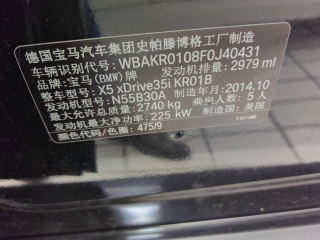 德国宝马汽车集团史帕滕博格工厂制造
车辆识别代号: WBAKR0108F0J40431
品牌: 宝马(BMW)牌 发动机排量: 2979 ml
整车型号: X5 xDrive35i KR01B
发动机型号: N55B30A 制造年月: 2014.10
最大允许总质量: 2740 kg 乘坐人数: 5 人
发动机最大净功率: 225 kW 制造国: 美国
颜色代码/色圈: 475/9